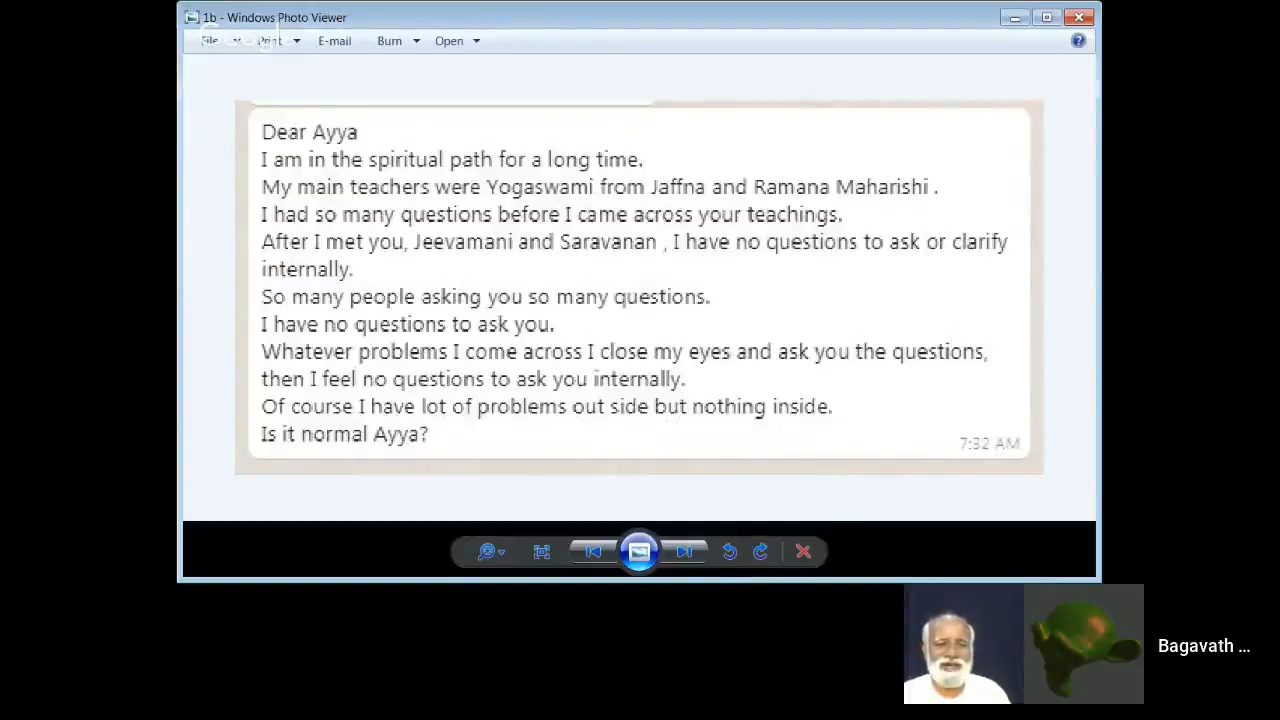 1b - Windows Photo Viewer
File Print E-mail Burn Open
Google
Dear Ayya
I am in the spiritual path for a long time.
My main teachers were Yogaswami from Jaffna and Ramana Maharishi .
I had so many questions before I came across your teachings.
After I met you, Jeevamani and Saravanan , I have no questions to ask or clarify
internally.
So many people asking you so many questions.
I have no questions to ask you.
Whatever problems I come across I close my eyes and ask you the questions,
then I feel no questions to ask you internally.
Of course I have lot of problems out side but nothing inside.
Is it normal Ayya?
7:32 AM
Bagavath ...